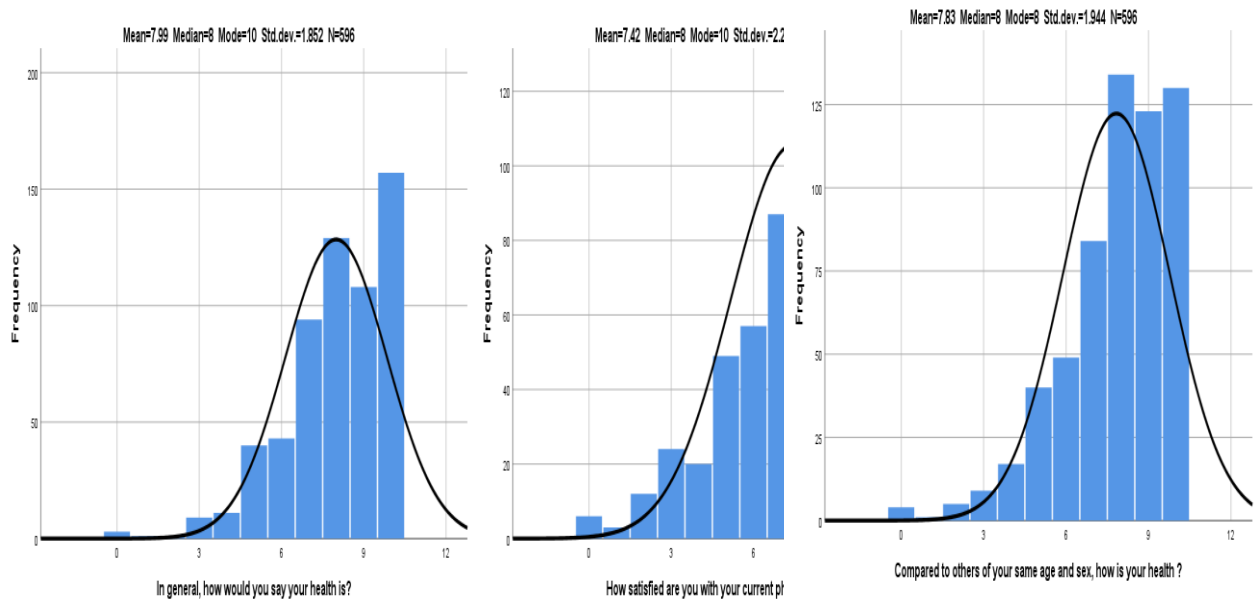 Mean=7.99 Median=8 Mode=10 Std.dev.=1.852 N=596
200
150
100
50
0
Frequency
0 3 6 9 12
In general, how would you say your health is?
Mean=7.42 Median=8 Mode=10 Std.dev.=2.2
120
100
80
60
40
20
0
Frequency
0 3 6
How satisfied are you with your current ph
Mean=7.83 Median=8 Mode=8 Std.dev.=1.944 N=596
125
100
75
50
25
0
Frequency
0 3 6 9 12
Compared to others of your same age and sex, how is your health ?